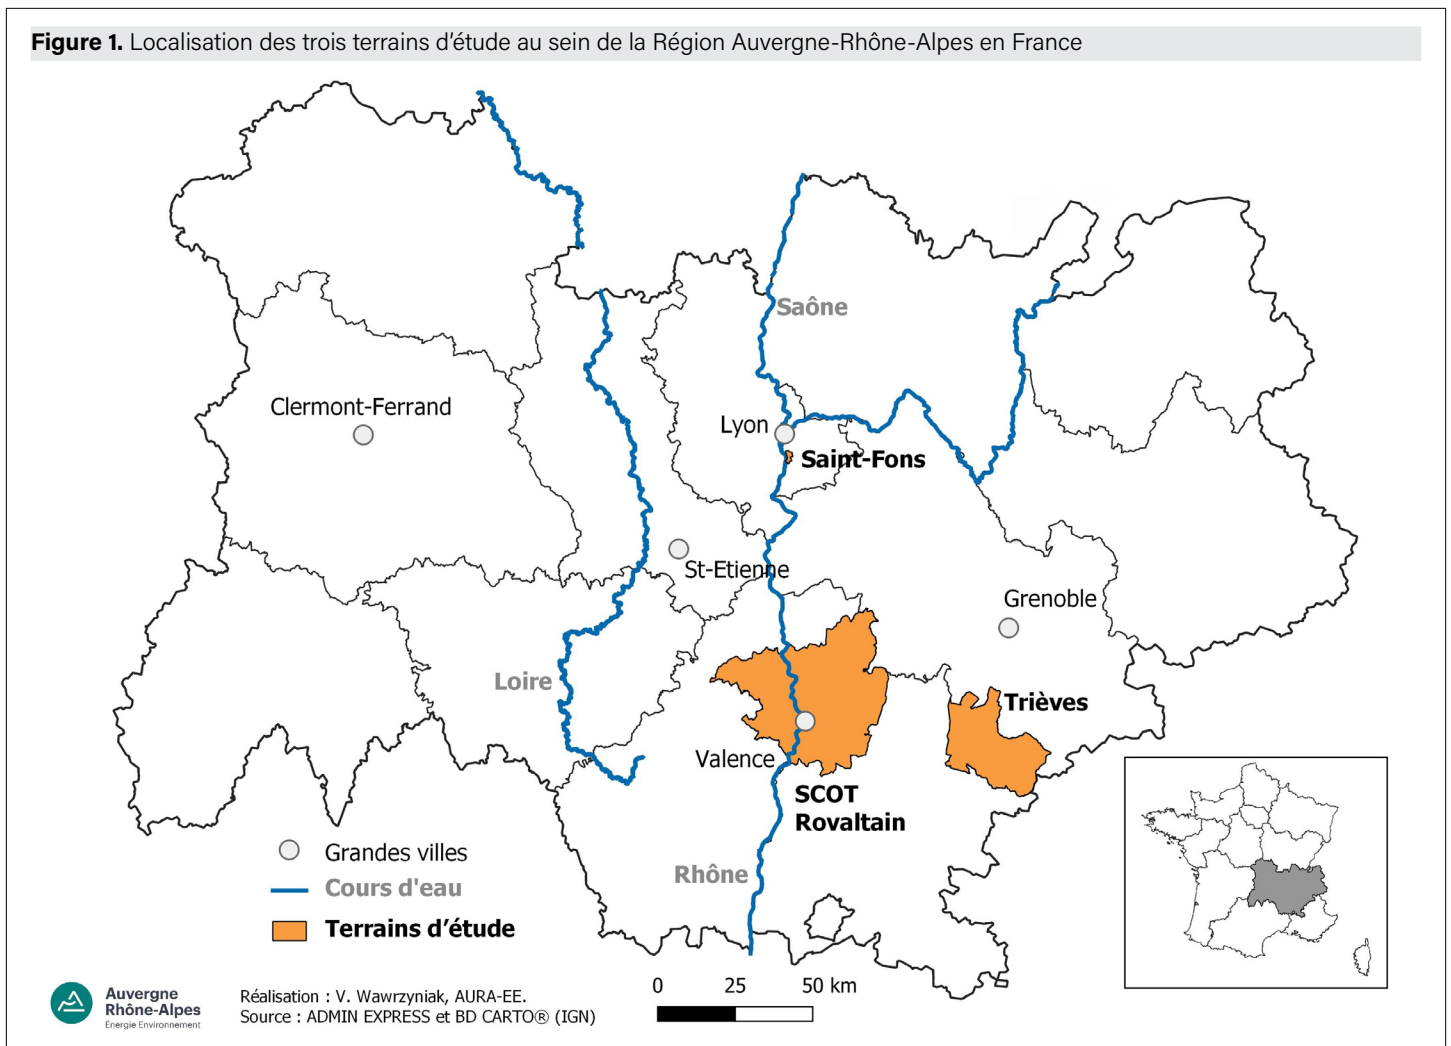 Figure 1. Localisation des trois terrains d'étude au sein de la Région Auvergne-Rhône-Alpes en France
Saône
Clermont-Ferrand
Lyon
Saint-Fons
St-Etienne
Grenoble
Loire
Trièves
Valence
SCOT
Rovaltain
Rhône
Grandes villes
Cours d'eau
Terrains d'étude
0 25 50 km
Auvergne
Rhône-Alpes
Énergie Environnement
Réalisation : V. Wawrzyniak, AURA-EE.
Source : ADMIN EXPRESS et BD CARTO® (IGN)